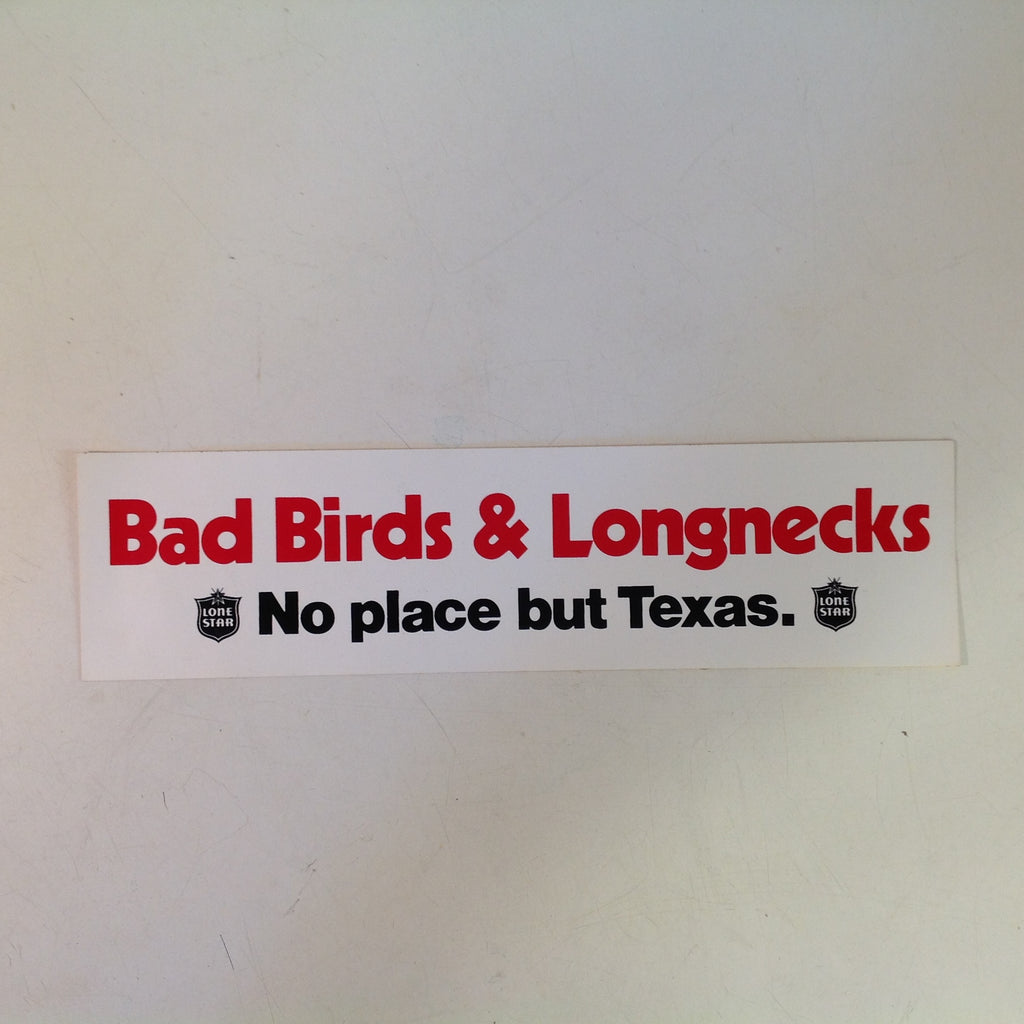 Bad Birds & Longnecks
LONE STAR No place but Texas. LONE STAR